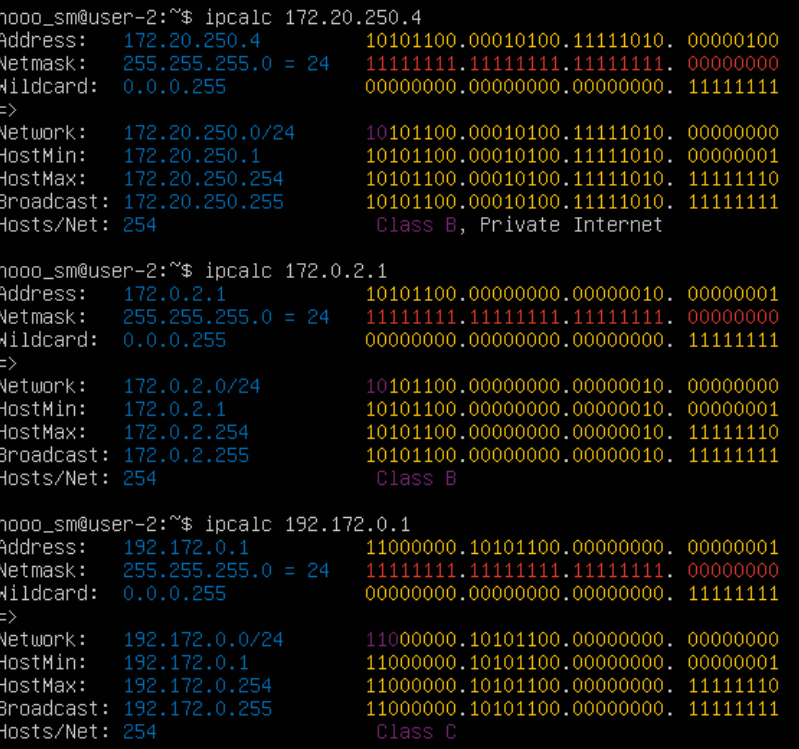 nooo_sm@user-2:~$ ipcalc 172.20.250.4
Address: 172.20.250.4 10101100.00010100.11111010. 00000100
Netmask: 255.255.255.0 = 24 11111111.11111111.11111111. 00000000
Wildcard: 0.0.0.255 00000000.00000000.00000000. 11111111
=>
Network: 172.20.250.0/24 10101100.00010100.11111010. 00000000
HostMin: 172.20.250.1 10101100.00010100.11111010. 00000001
HostMax: 172.20.250.254 10101100.00010100.11111010. 11111110
Broadcast: 172.20.250.255 10101100.00010100.11111010. 11111111
Hosts/Net: 254 Class B, Private Internet
nooo_sm@user-2:~$ ipcalc 172.0.2.1
Address: 172.0.2.1 10101100.00000000.00000010. 00000001
Netmask: 255.255.255.0 = 24 11111111.11111111.11111111. 00000000
Wildcard: 0.0.0.255 00000000.00000000.00000000. 11111111
=>
Network: 172.0.2.0/24 10101100.00000000.00000010. 00000000
HostMin: 172.0.2.1 10101100.00000000.00000010. 00000001
HostMax: 172.0.2.254 10101100.00000000.00000010. 11111110
Broadcast: 172.0.2.255 10101100.00000000.00000010. 11111111
Hosts/Net: 254 Class B
nooo_sm@user-2:~$ ipcalc 192.172.0.1
Address: 192.172.0.1 11000000.10101100.00000000. 00000001
Netmask: 255.255.255.0 = 24 11111111.11111111.11111111. 00000000
Wildcard: 0.0.0.255 00000000.00000000.00000000. 11111111
=>
Network: 192.172.0.0/24 11000000.10101100.00000000. 00000000
HostMin: 192.172.0.1 11000000.10101100.00000000. 00000001
HostMax: 192.172.0.254 11000000.10101100.00000000. 11111110
Broadcast: 192.172.0.255 11000000.10101100.00000000. 11111111
Hosts/Net: 254 Class C